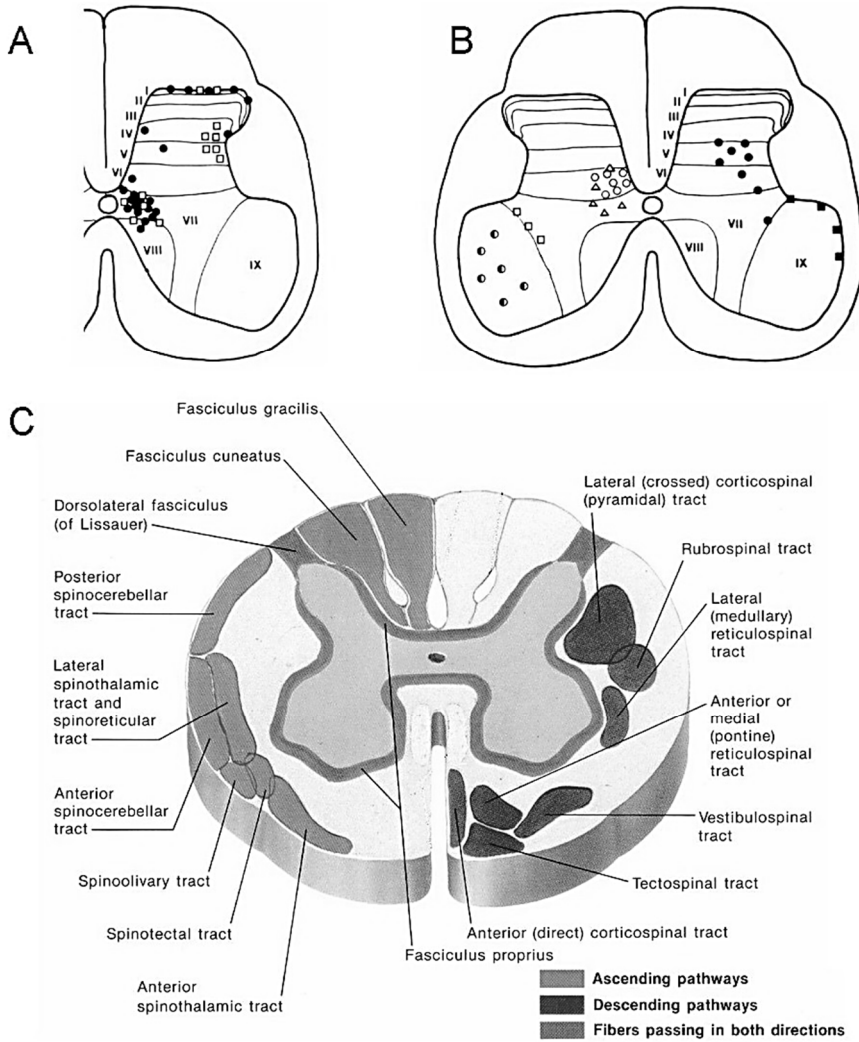 A
I
II
III
IV
V
VI
VII
VIII
IX
B
I
II
III
IV
V
VI
VII
VIII
IX
C
Fasciculus gracilis
Fasciculus cuneatus
Dorsolateral fasciculus
(of Lissauer)
Posterior
spinocerebellar
tract
Lateral
spinothalamic
tract and
spinoreticular
tract
Anterior
spinocerebellar
tract
Spinoolivary tract
Spinotectal tract
Anterior
spinothalamic tract
Lateral (crossed) corticospinal
(pyramidal) tract
Rubrospinal tract
Lateral
(medullary)
reticulospinal
tract
Anterior or
medial
(pontine)
reticulospinal
tract
Vestibulospinal
tract
Tectospinal tract
Anterior (direct) corticospinal tract
Fasciculus proprius
Ascending pathways
Descending pathways
Fibers passing in both directions